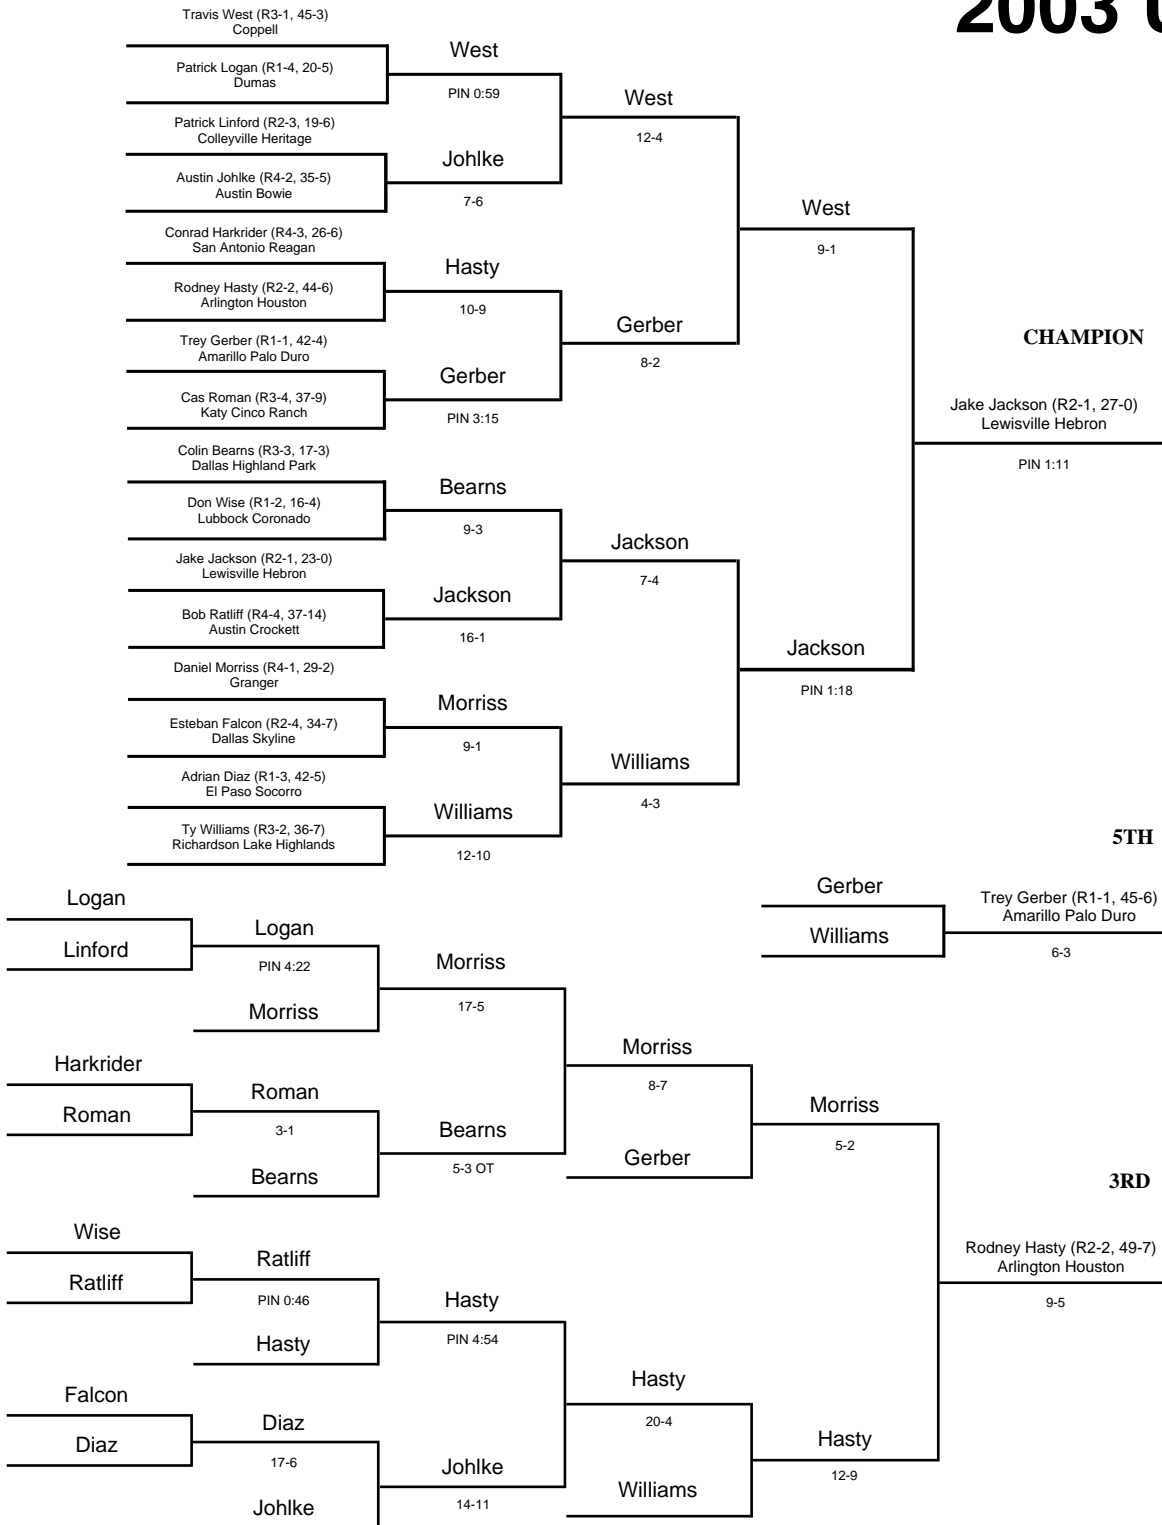 2003 U
Travis West (R3-1, 45-3)
Coppell
West
Patrick Logan (R1-4, 20-5)
Dumas
PIN 0:59
West
Patrick Linford (R2-3, 19-6)
Colleyville Heritage
12-4
Johlke
Austin Johlke (R4-2, 35-5)
Austin Bowie
7-6
West
Conrad Harkrider (R4-3, 26-6)
San Antonio Reagan
9-1
Hasty
Rodney Hasty (R2-2, 44-6)
Arlington Houston
10-9
Gerber
Trey Gerber (R1-1, 42-4)
Amarillo Palo Duro
8-2
CHAMPION
Gerber
Cas Roman (R3-4, 37-9)
Katy Cinco Ranch
PIN 3:15
Jake Jackson (R2-1, 27-0)
Lewisville Hebron
Colin Bearns (R3-3, 17-3)
Dallas Highland Park
PIN 1:11
Bearns
Don Wise (R1-2, 16-4)
Lubbock Coronado
9-3
Jackson
Jake Jackson (R2-1, 23-0)
Lewisville Hebron
7-4
Jackson
Bob Ratliff (R4-4, 37-14)
Austin Crockett
16-1
Jackson
Daniel Morriss (R4-1, 29-2)
Granger
PIN 1:18
Morriss
Esteban Falcon (R2-4, 34-7)
Dallas Skyline
9-1
Williams
Adrian Diaz (R1-3, 42-5)
El Paso Socorro
4-3
Williams
Ty Williams (R3-2, 36-7)
Richardson Lake Highlands
12-10
5TH
Gerber
Williams
Trey Gerber (R1-1, 45-6)
Amarillo Palo Duro
6-3
Logan
Linford
Logan
PIN 4:22
Morriss
Morriss
17-5
Harkrider
Roman
Roman
3-1
Bearns
Bearns
5-3 OT
Morriss
8-7
Gerber
Morriss
5-2
3RD
Wise
Ratliff
Ratliff
PIN 0:46
Hasty
Hasty
PIN 4:54
Rodney Hasty (R2-2, 49-7)
Arlington Houston
9-5
Falcon
Diaz
Diaz
17-6
Johlke
Johlke
14-11
Hasty
20-4
Williams
Hasty
12-9